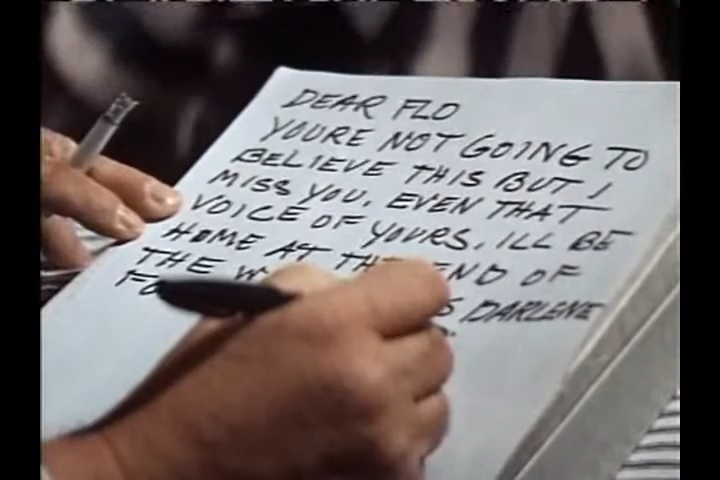 DEAR FLO
YOURE NOT GOING TO
BELIEVE THIS BUT I
MISS YOU. EVEN THAT
VOICE OF YOURS. ILL BE
HOME AT THE END OF
THE
DARLENE